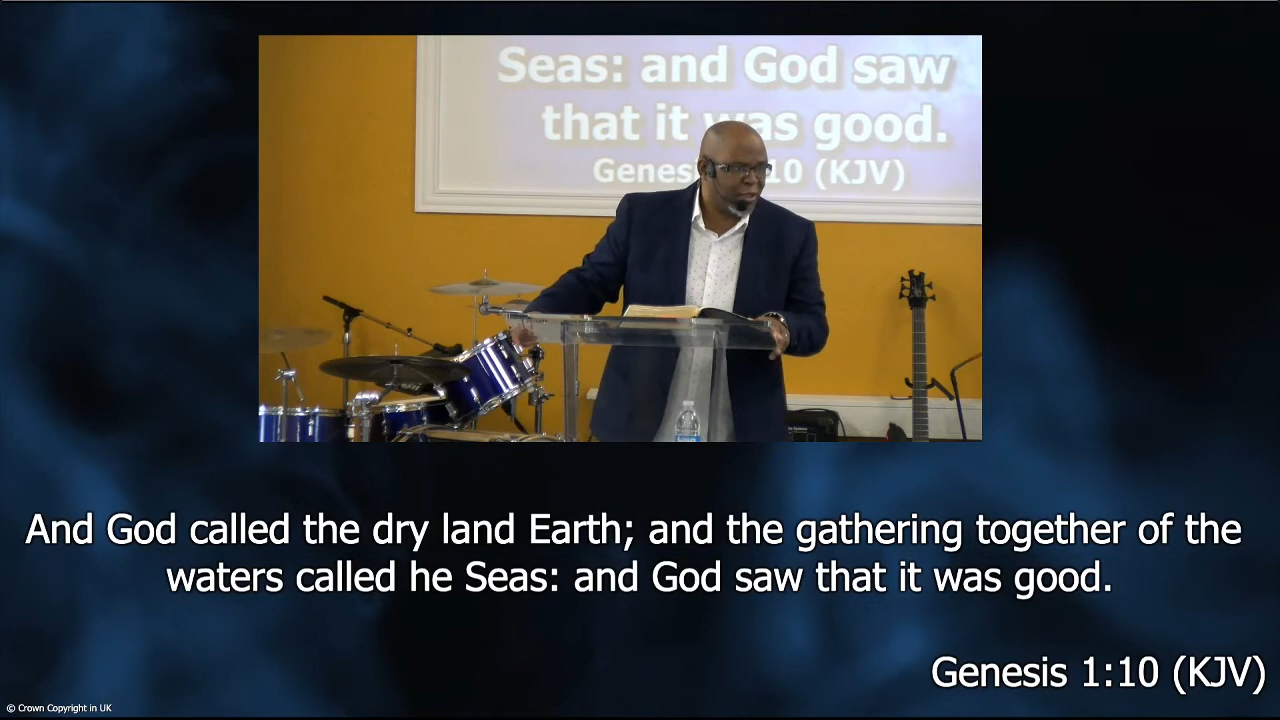 Seas: and God saw
that it was good.
Genesis 1:10 (KJV)
And God called the dry land Earth; and the gathering together of the
waters called he Seas: and God saw that it was good.
Genesis 1:10 (KJV)
© Crown Copyright in UK